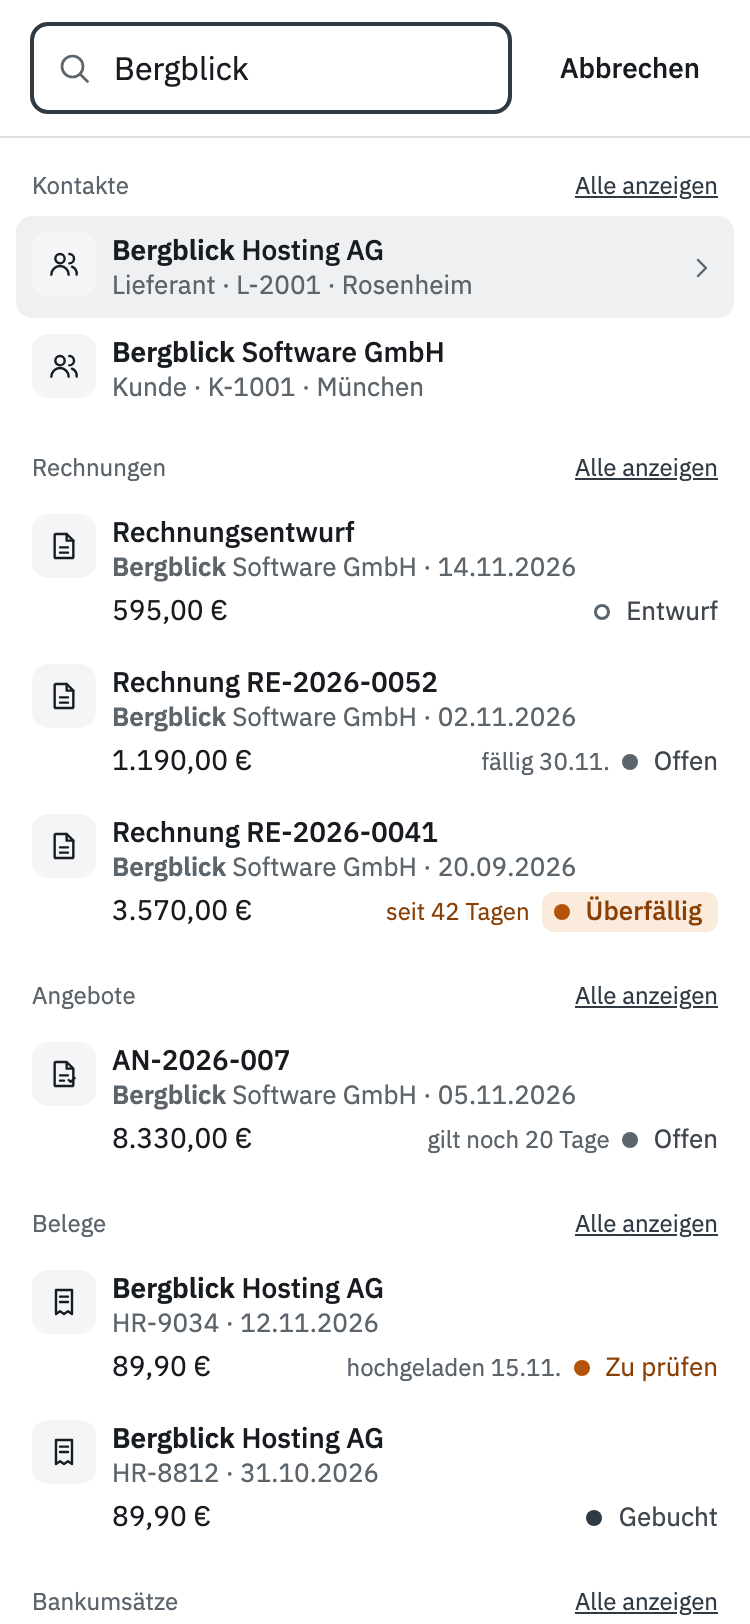 Bergblick
Abbrechen
Kontakte
Alle anzeigen
Bergblick Hosting AG
Lieferant · L-2001 · Rosenheim
Bergblick Software GmbH
Kunde · K-1001 · München
Rechnungen
Alle anzeigen
Rechnungsentwurf
Bergblick Software GmbH · 14.11.2026
595,00 €
Entwurf
Rechnung RE-2026-0052
Bergblick Software GmbH · 02.11.2026
1.190,00 €
fällig 30.11.
Offen
Rechnung RE-2026-0041
Bergblick Software GmbH · 20.09.2026
3.570,00 €
seit 42 Tagen
Überfällig
Angebote
Alle anzeigen
AN-2026-007
Bergblick Software GmbH · 05.11.2026
8.330,00 €
gilt noch 20 Tage
Offen
Belege
Alle anzeigen
Bergblick Hosting AG
HR-9034 · 12.11.2026
89,90 €
hochgeladen 15.11.
Zu prüfen
Bergblick Hosting AG
HR-8812 · 31.10.2026
89,90 €
Gebucht
Bankumsätze
Alle anzeigen